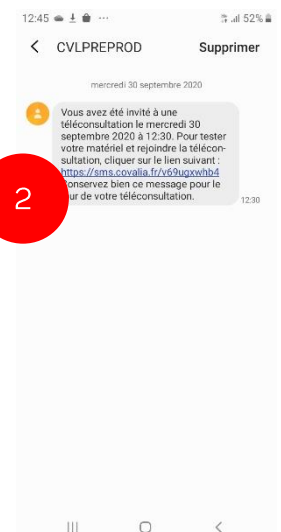 12:45
52%
CVLPREPROD
Supprimer
mercredi 30 septembre 2020
Vous avez été invité à une
téléconsultation le mercredi 30
septembre 2020 à 12:30. Pour tester
votre matériel et rejoindre la télécon-
sultation, cliquer sur le lien suivant :
https://sms.covalia.fr/v69ugxwhb4
onservez bien ce message pour le
ur de votre téléconsultation.
12:30
2